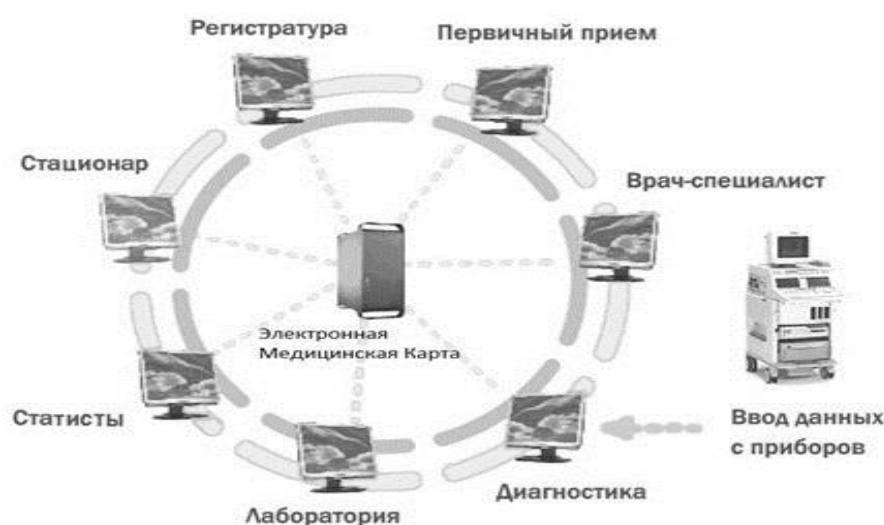 Регистратура
Первичный прием
Стационар
Врач-специалист
Электронная
Медицинская Карта
Статисты
Ввод данных
с приборов
Диагностика
Лаборатория